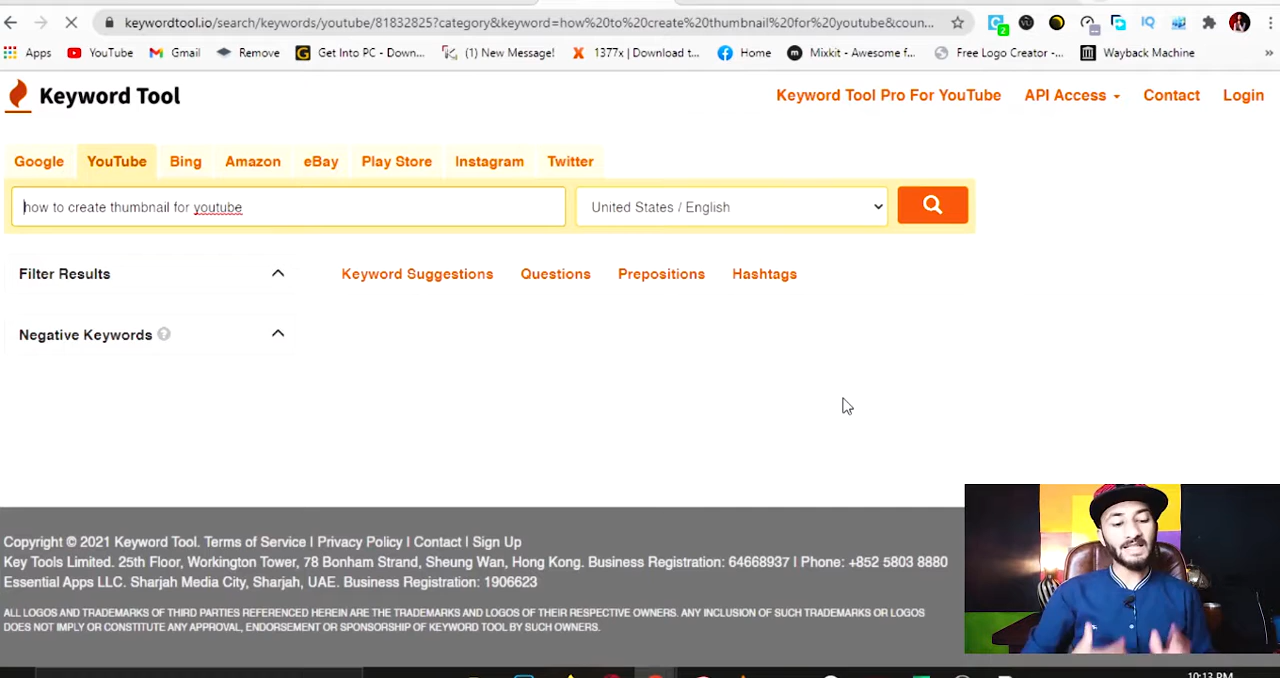 keywordtool.io/search/keywords/youtube/81832825?category&keyword=how%20to%20create%20thumbnail%20for%20youtube&coun...
Apps YouTube Gmail Remove Get Into PC - Down... (1) New Message! 1377x | Download t... Home Mixkit - Awesome f... Free Logo Creator -... Wayback Machine »
Keyword Tool
Keyword Tool Pro For YouTube API Access Contact Login
Google YouTube Bing Amazon eBay Play Store Instagram Twitter
how to create thumbnail for youtube
United States / English
Filter Results
Keyword Suggestions Questions Prepositions Hashtags
Negative Keywords ?
Copyright © 2021 Keyword Tool. Terms of Service | Privacy Policy | Contact | Sign Up
Key Tools Limited. 25th Floor, Workington Tower, 78 Bonham Strand, Sheung Wan, Hong Kong. Business Registration: 64668937 | Phone: +852 5803 8880
Essential Apps LLC. Sharjah Media City, Sharjah, UAE. Business Registration: 1906623
ALL LOGOS AND TRADEMARKS OF THIRD PARTIES REFERENCED HEREIN ARE THE TRADEMARKS AND LOGOS OF THEIR RESPECTIVE OWNERS. ANY INCLUSION OF SUCH TRADEMARKS OR LOGOS
DOES NOT IMPLY OR CONSTITUTE ANY APPROVAL, ENDORSEMENT OR SPONSORSHIP OF KEYWORD TOOL BY SUCH OWNERS.
10:13 PM